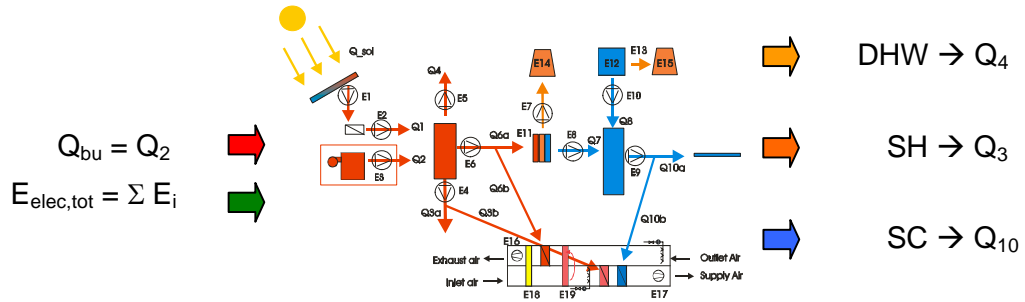 Q_sol
E1
E2
Q1
Q_bu = Q_2
E_elec,tot = Σ E_i
Q2
E3
Q4
E5
E6
Q6a
E4
Q3a
Q3b
Q6b
E14
E7
E11
E8
Q7
E12
E13
E15
E10
Q8
E9
Q10a
Q10b
E16
Exhaust air
Inlet air
E18
E19
E17
Outlet Air
Supply Air
DHW → Q_4
SH → Q_3
SC → Q_10